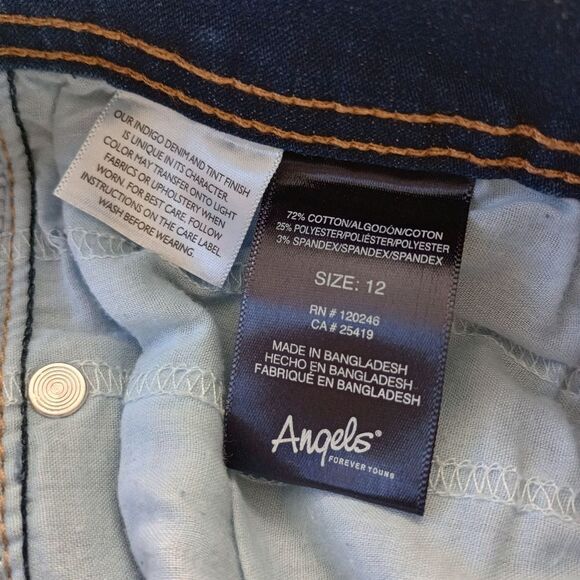 OUR INDIGO DENIM AND TINT FINISH
IS UNIQUE IN ITS CHARACTER.
COLOR MAY TRANSFER ONTO LIGHT
FABRICS OR UPHOLSTERY WHEN
WORN. FOR BEST CARE, FOLLOW
INSTRUCTIONS ON THE CARE LABEL.
WASH BEFORE WEARING.
72% COTTON/ALGODÓN/COTON
25% POLYESTER/POLIÉSTER/POLYESTER
3% SPANDEX/SPANDEX/SPANDEX
SIZE: 12
RN # 120246
CA # 25419
MADE IN BANGLADESH
HECHO EN BANGLADESH
FABRIQUÉ EN BANGLADESH
Angels®
FOREVER YOUNG